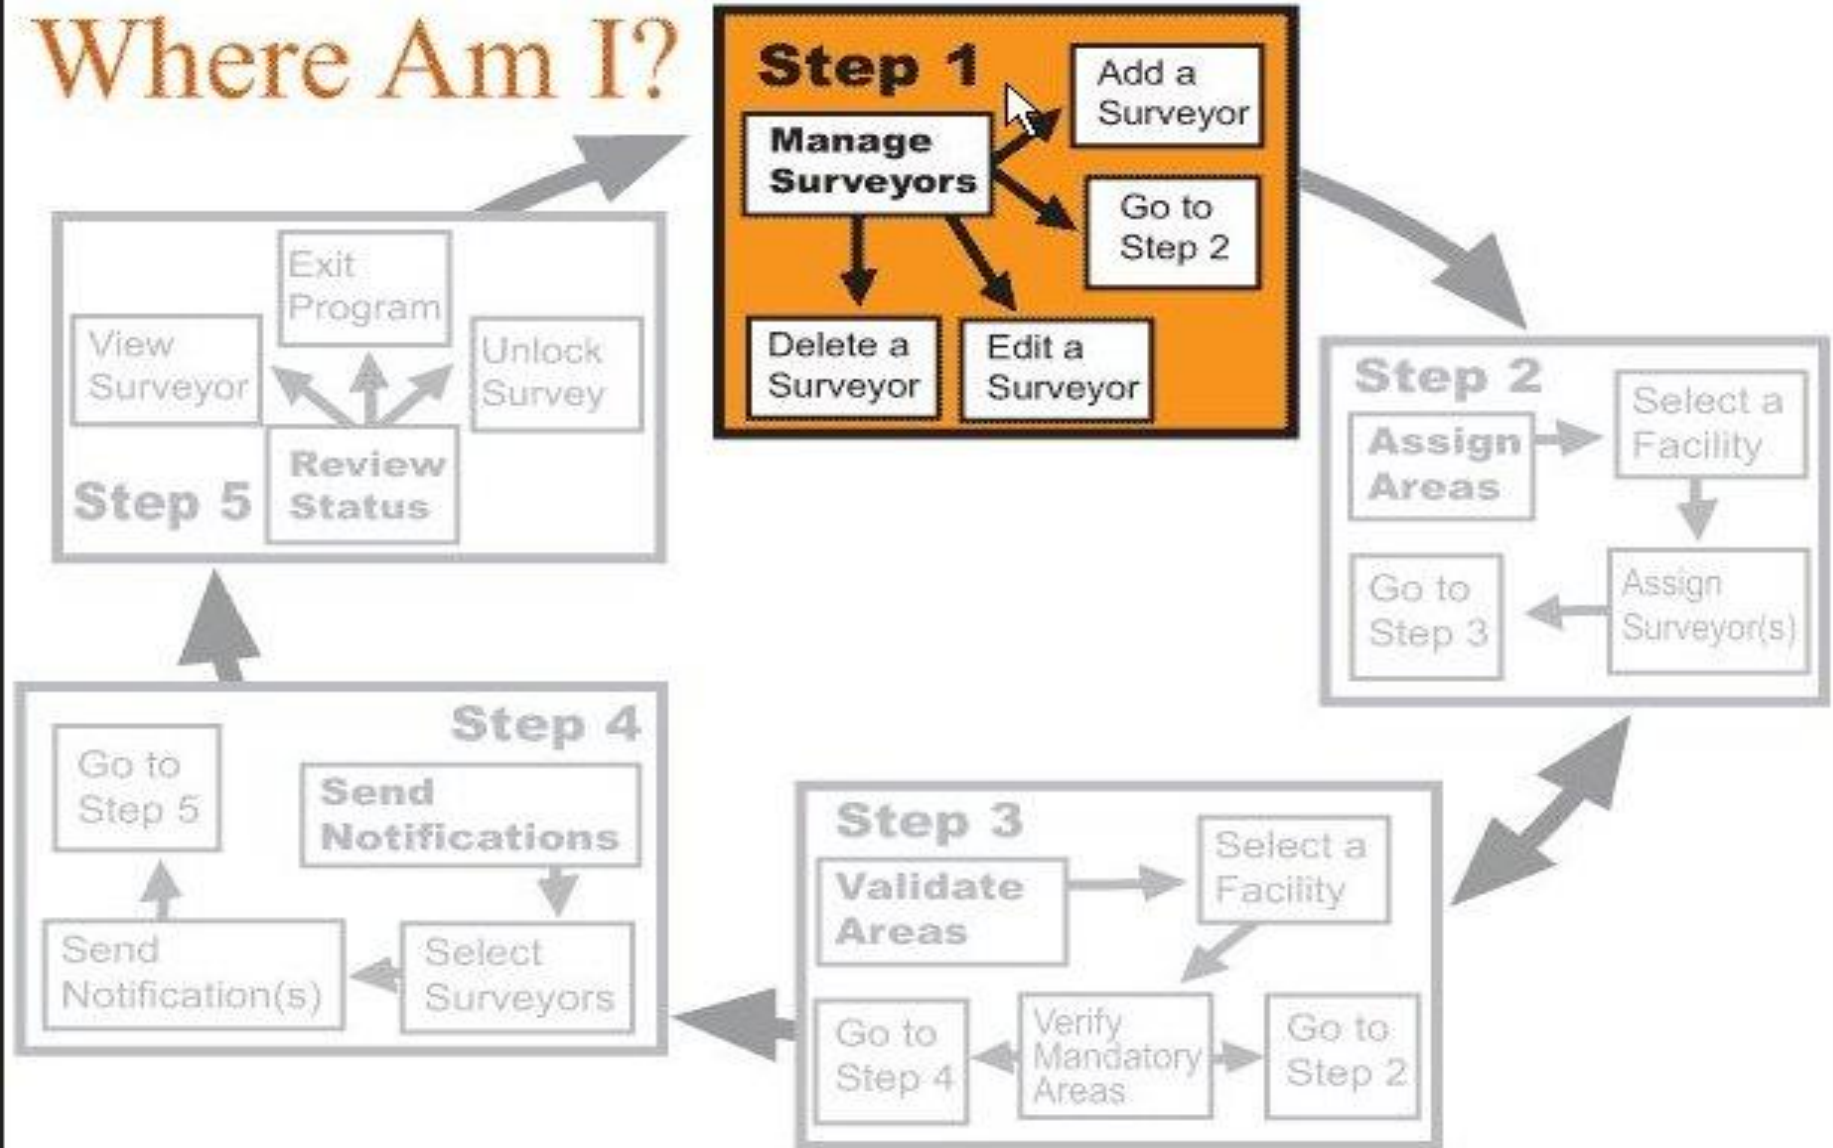 Where Am I?
Step 1
Manage
Surveyors
Add a
Surveyor
Go to
Step 2
Delete a
Surveyor
Edit a
Surveyor
Step 2
Assign
Areas
Select a
Facility
Assign
Surveyor(s)
Go to
Step 3
Step 3
Validate
Areas
Select a
Facility
Verify
Mandatory
Areas
Go to
Step 4
Go to
Step 2
Step 4
Send
Notifications
Select
Surveyors
Send
Notification(s)
Go to
Step 5
Step 5
Review
Status
View
Surveyor
Exit
Program
Unlock
Survey